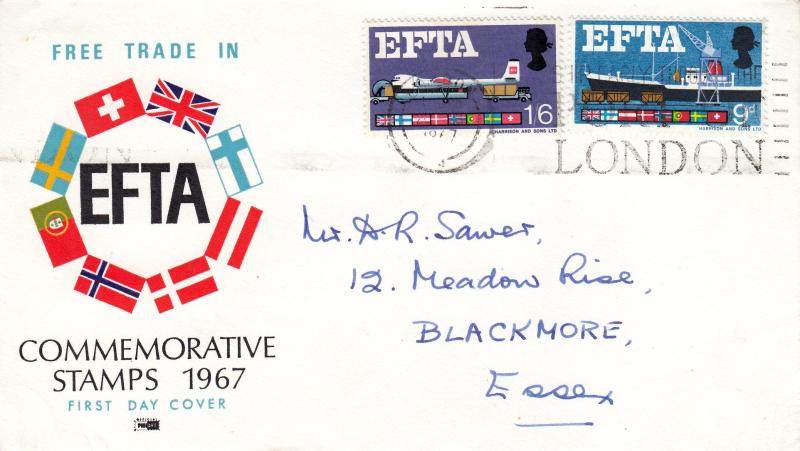 FREE TRADE IN
EFTA
COMMEMORATIVE
STAMPS 1967
FIRST DAY COVER
OFFICIAL
EFTA
1/6
HARRISON AND SONS LTD
EFTA
9d
HARRISON AND SONS LTD
LONDON
Mr. A.R. Sawer,
12. Meadow Rise,
BLACKMORE,
Essex